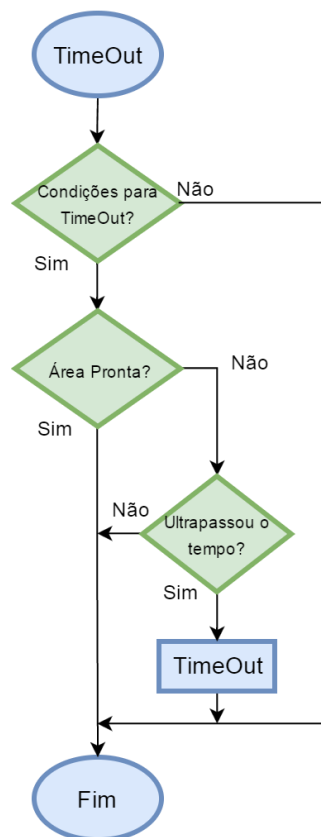 TimeOut
Condições para
TimeOut?
Não
Sim
Área Pronta?
Não
Sim
Não
Ultrapassou o
tempo?
Sim
TimeOut
Fim